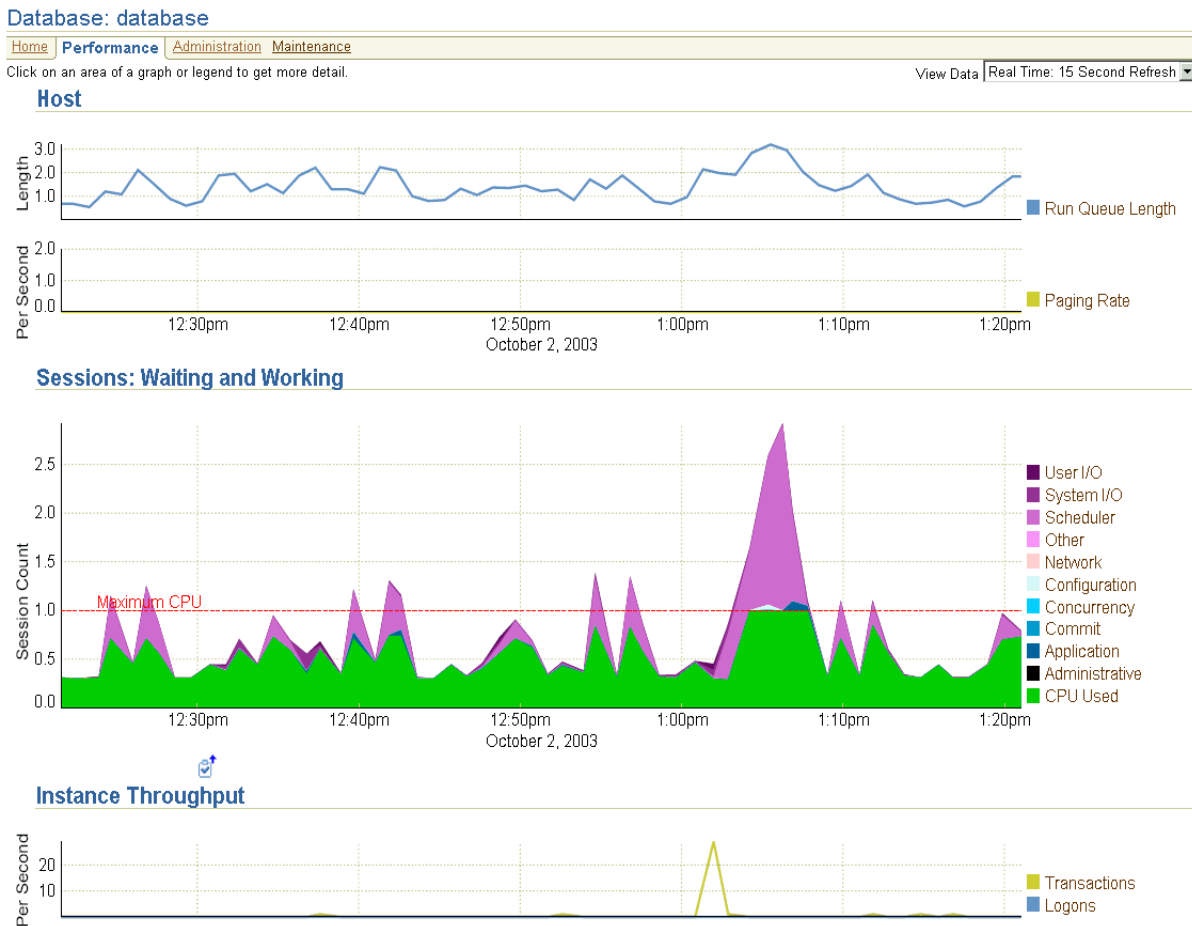 Database: database
Home Performance Administration Maintenance
Click on an area of a graph or legend to get more detail.
View Data Real Time: 15 Second Refresh
Host
Length
3.0
2.0
1.0
Run Queue Length
Per Second
2.0
1.0
0.0
Paging Rate
12:30pm 12:40pm 12:50pm 1:00pm 1:10pm 1:20pm
October 2, 2003
Sessions: Waiting and Working
Session Count
2.5
2.0
1.5
1.0
0.5
0.0
Maximum CPU
User I/O
System I/O
Scheduler
Other
Network
Configuration
Concurrency
Commit
Application
Administrative
CPU Used
12:30pm 12:40pm 12:50pm 1:00pm 1:10pm 1:20pm
October 2, 2003
Instance Throughput
Per Second
20
10
Transactions
Logons